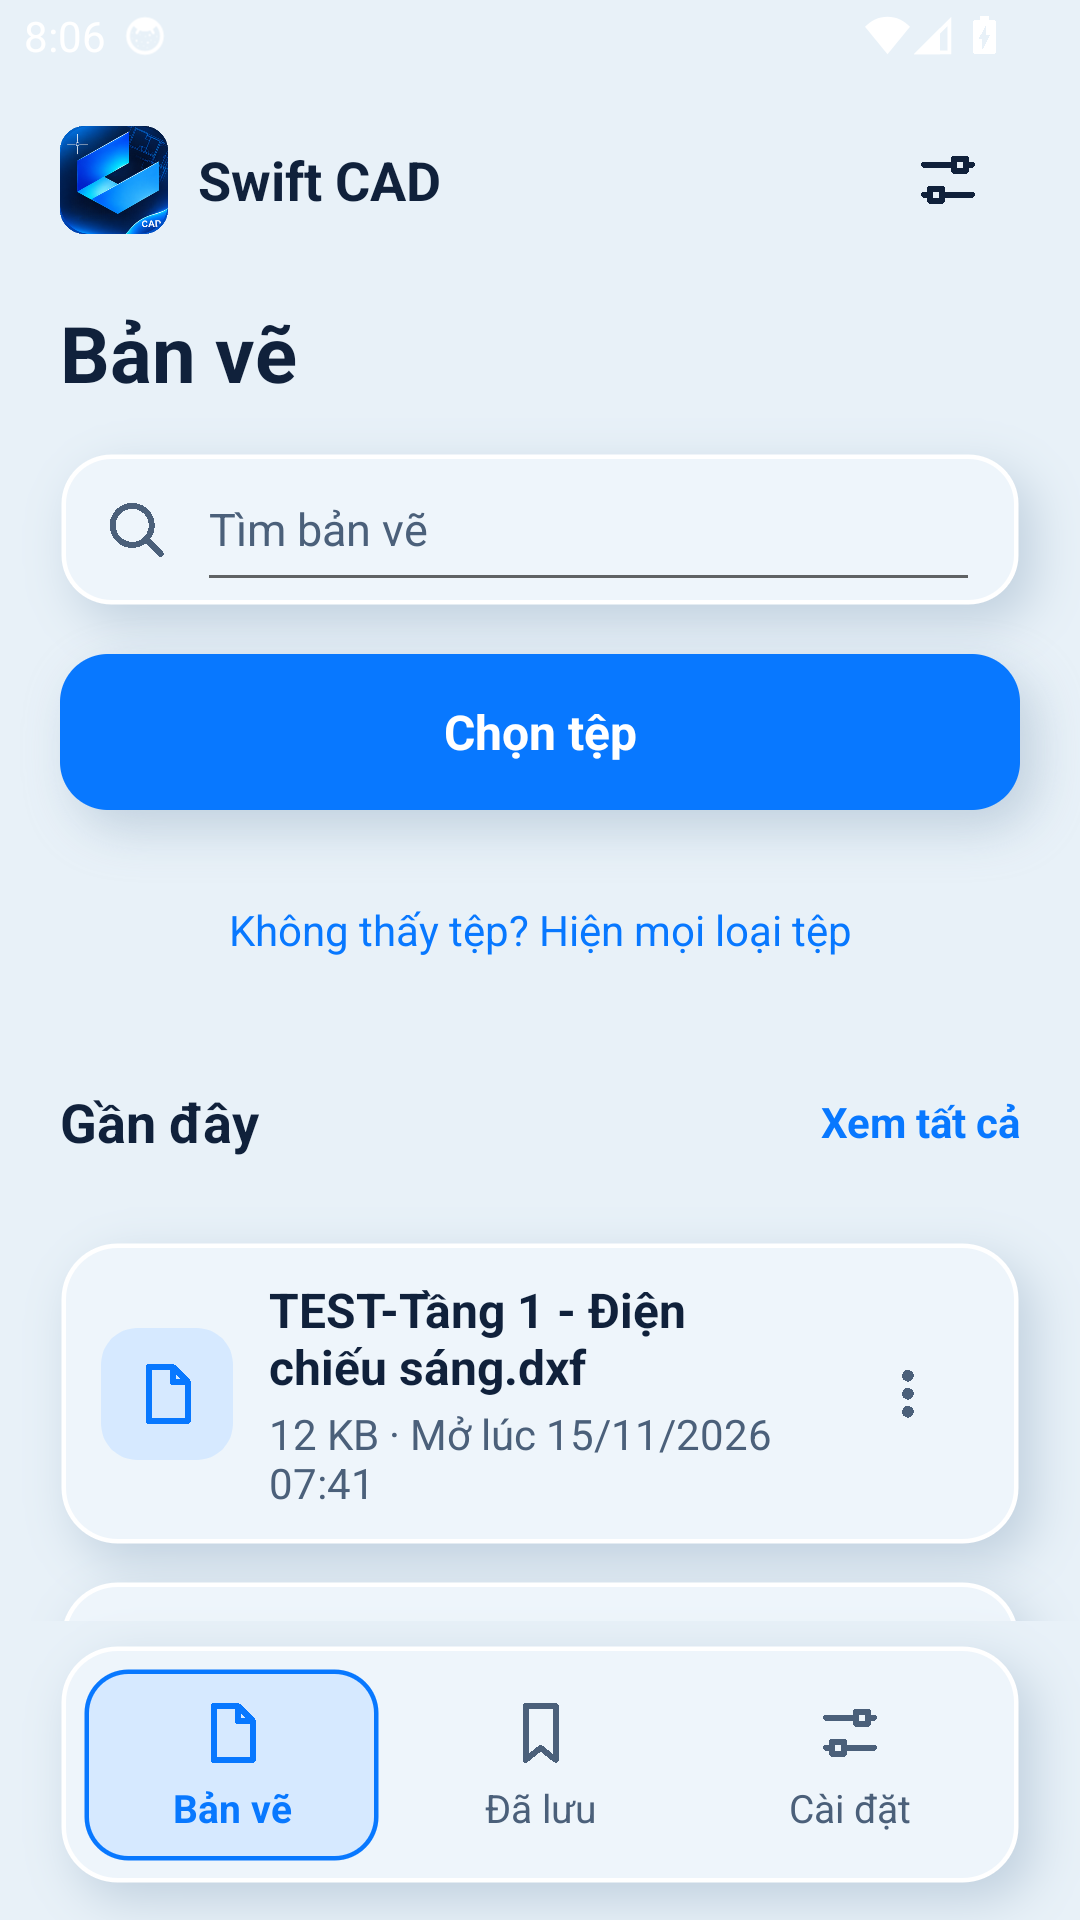 8:06
CAD
Swift CAD
Bản vẽ
Tìm bản vẽ
Chọn tệp
Không thấy tệp? Hiện mọi loại tệp
Gần đây
Xem tất cả
TEST-Tầng 1 - Điện
chiếu sáng.dxf
12 KB · Mở lúc 15/11/2026
07:41
Bản vẽ
Đã lưu
Cài đặt